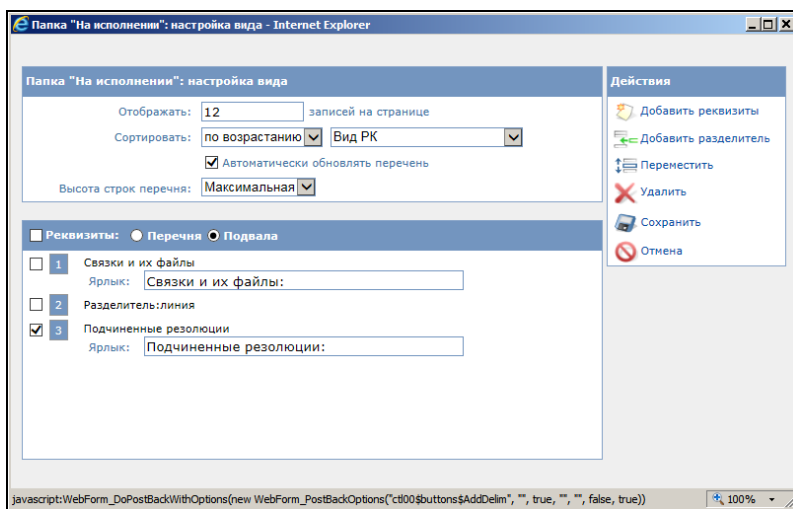 Папка "На исполнении": настройка вида - Internet Explorer
Папка "На исполнении": настройка вида
Отображать: 12 записей на странице
Сортировать: по возрастанию Вид РК
Автоматически обновлять перечень
Высота строк перечня: Максимальная
Реквизиты: Перечня Подвала
1 Связки и их файлы
Ярлык: Связки и их файлы:
2 Разделитель:линия
3 Подчиненные резолюции
Ярлык: Подчиненные резолюции:
Действия
Добавить реквизиты
Добавить разделитель
Переместить
Удалить
Сохранить
Отмена
javascript:WebForm_DoPostBackWithOptions(new WebForm_PostBackOptions("ctl00$buttons$AddDelim", "", true, "", "", false, true)) 100%